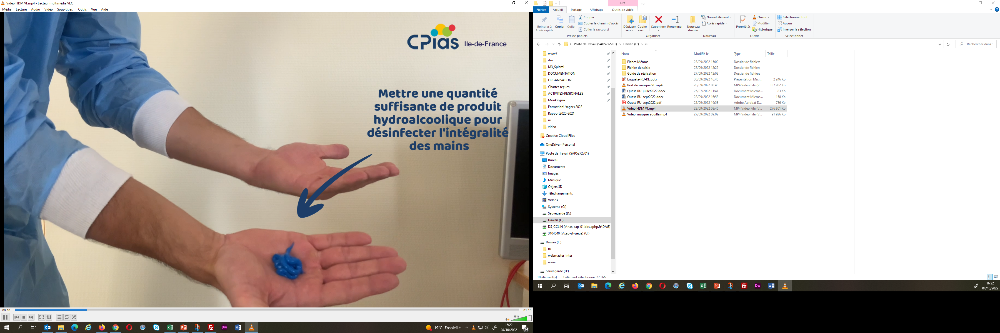 Video HDM Vf.mp4 - Lecteur multimédia VLC
Média Lecture Audio Vidéo Sous-titres Outils Vue Aide
CPias Ile-de-France
Mettre une quantité
suffisante de produit
hydroalcoolique pour
désinfecter l'intégralité
des mains
00:10
01:15
95%
19°C Ensoleillé
16:22
04/10/2022
24
Lire
ru
Fichier Accueil Partage Affichage Outils de vidéo
Épingler à
Accès rapide
Copier
Coller
Couper
Copier le chemin d'accès
Coller le raccourci
Presse-papiers
Déplacer
vers
Copier
vers
Supprimer
Renommer
Organiser
Nouveau
dossier
Nouvel élément
Accès rapide
Nouveau
Propriétés
Ouvrir
Modifier
Historique
Ouvrir
Sélectionner tout
Aucun
Inverser la sélection
Sélectionner
Poste de Travail (SAP5272701) › Dawan (E:) › ru
Rechercher dans : ...
www7
doc
M3_Spicmi
DOCUMENTATION
ORGANISATION
Chartes reçues
ACTIVITES-REGIONALES
Monkeypox
FormationUsagers 2022
Rapport2020-2021
ru
video
Creative Cloud Files
OneDrive - Personal
Poste de Travail (SAP5272701)
Bureau
Documents
Images
Musique
Objets 3D
Téléchargements
Vidéos
Systeme (C:)
Sauvegarde (D:)
Dawan (E:)
DS_CCLIN (\\nas-sap-01.bbs.aphp.fr\DAG)
3104540 (\\sap-sf-siege) (U:)
Dawan (E:)
ru
webmaster_inter
www
Sauvegarde (D:)
Nom Modifié le Type Taille
Fiches Mémos 23/09/2022 15:09 Dossier de fichiers
Fichier de saisie 27/09/2022 12:22 Dossier de fichiers
Guide de réalisation 27/09/2022 12:02 Dossier de fichiers
Enquete-RU-KL.pptx 30/09/2022 16:40 Présentation Micr... 2 246 Ko
Port du masque VF.mp4 28/09/2022 08:46 MP4 Video File (V... 137 982 Ko
Quest-RU-juillet2022.docx 25/07/2022 11:41 Document Micros... 83 Ko
Quest-RU-sept2022.docx 22/09/2022 16:58 Document Micros... 158 Ko
Quest-RU-sept2022.pdf 22/09/2022 16:58 Adobe Acrobat D... 786 Ko
Video HDM Vf.mp4 28/09/2022 08:46 MP4 Video File (V... 276 801 Ko
Video_masque_souille.mp4 27/09/2022 09:02 MP4 Video File (V... 91 926 Ko
10 élément(s) 1 élément sélectionné 270 Mo
16:22
04/10/2022